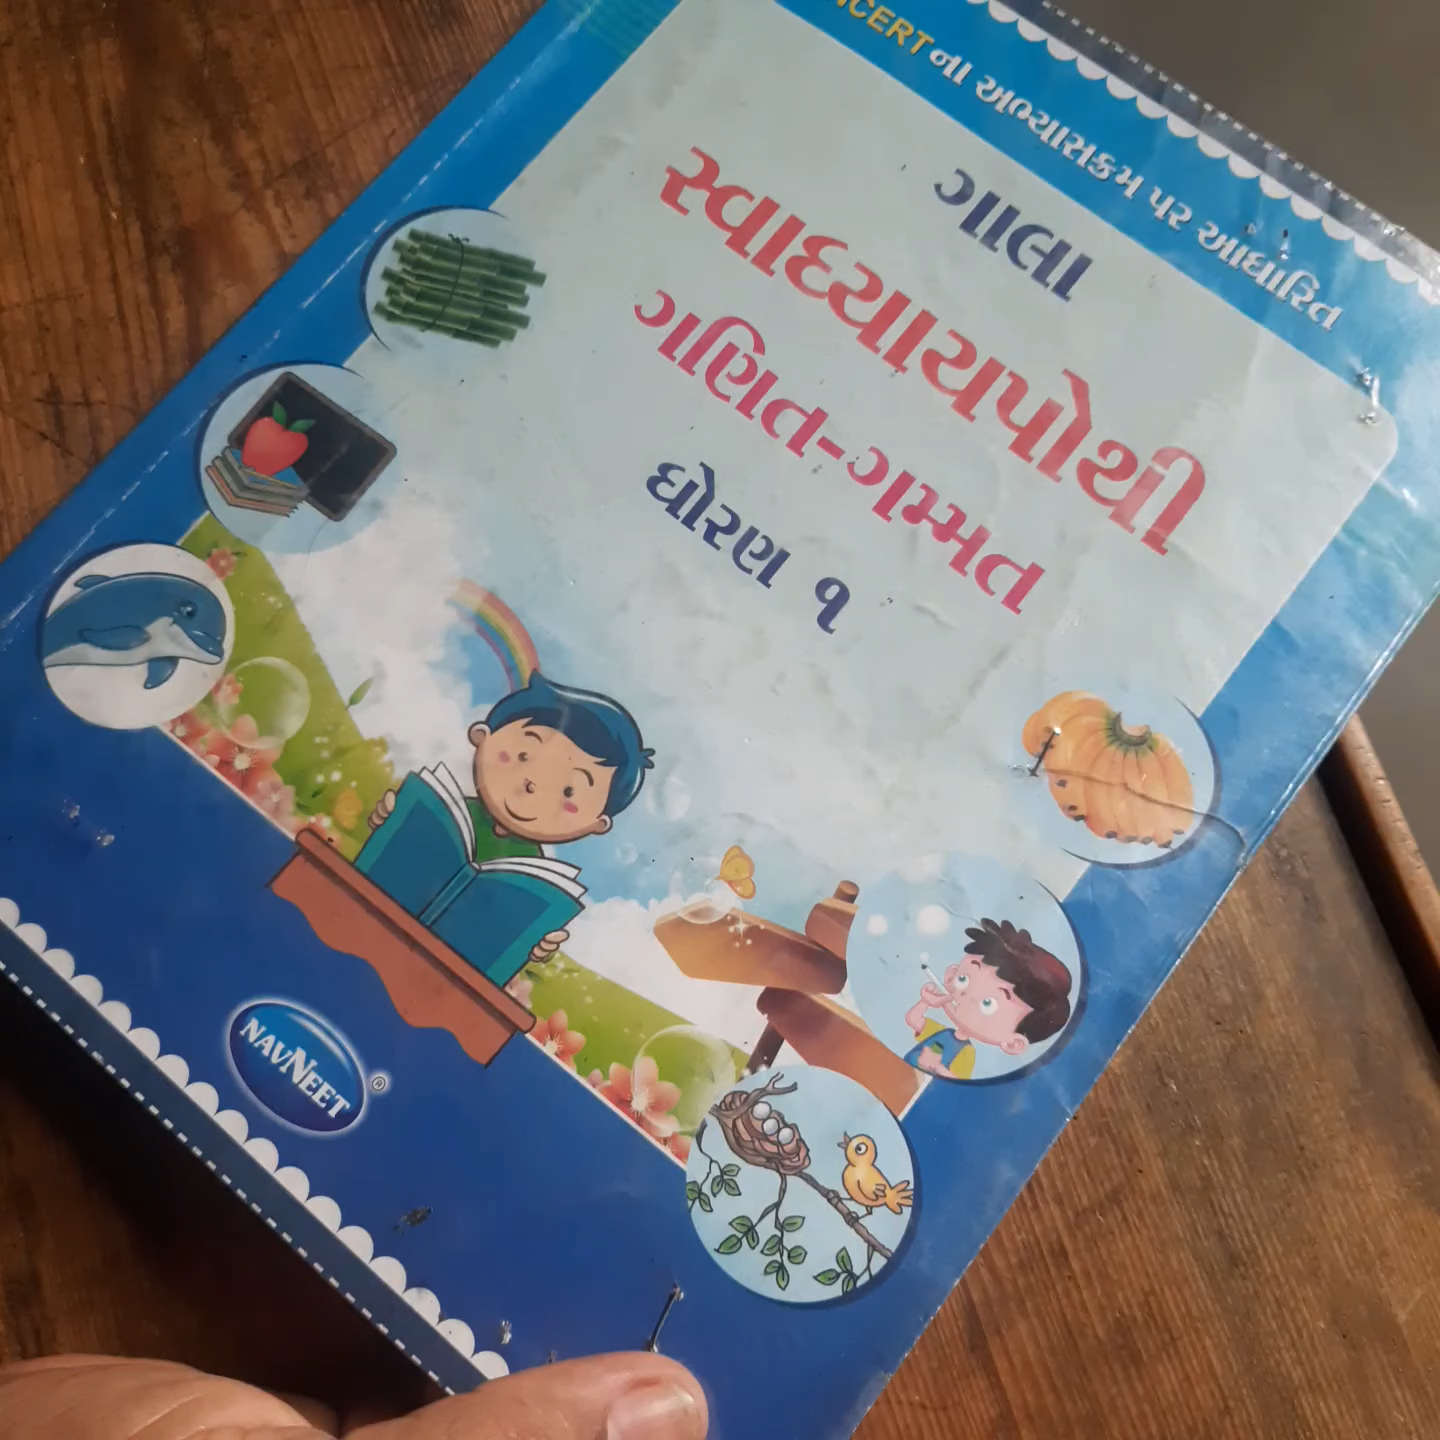 NCERT ના અભ્યાસક્રમ પર આધારિત
ગાલા
સ્વાધ્યાયપોથી
ગણિત-ગમ્મત
ધોરણ ૧
NAVNEET ®